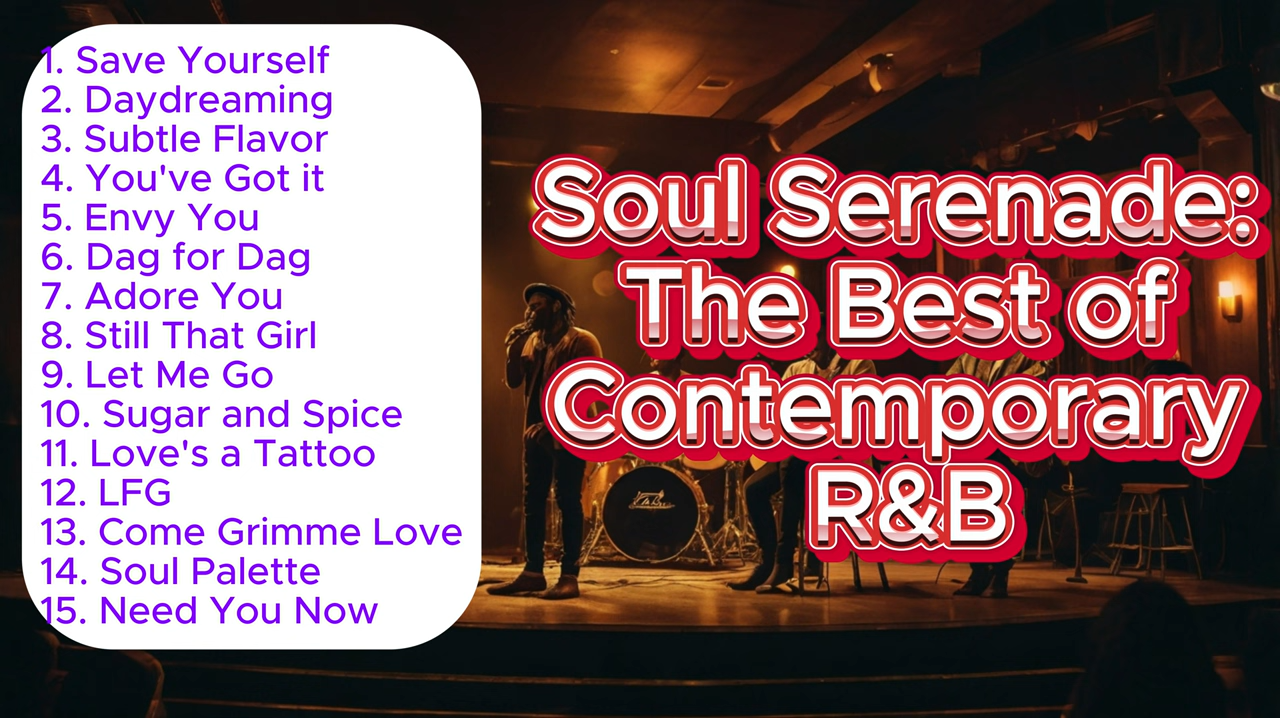 1. Save Yourself
2. Daydreaming
3. Subtle Flavor
4. You've Got it
5. Envy You
6. Dag for Dag
7. Adore You
8. Still That Girl
9. Let Me Go
10. Sugar and Spice
11. Love's a Tattoo
12. LFG
13. Come Grimme Love
14. Soul Palette
15. Need You Now
Soul Serenade:
The Best of
Contemporary
R&B